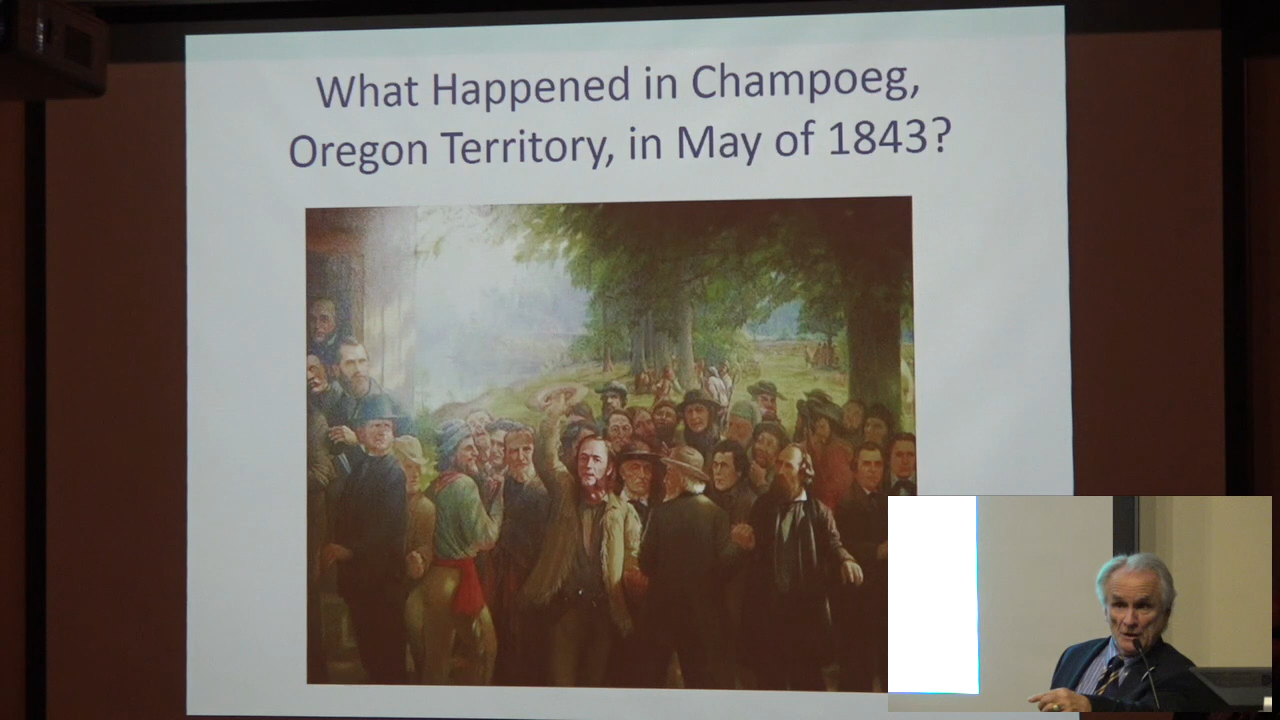 What Happened in Champoeg,
Oregon Territory, in May of 1843?